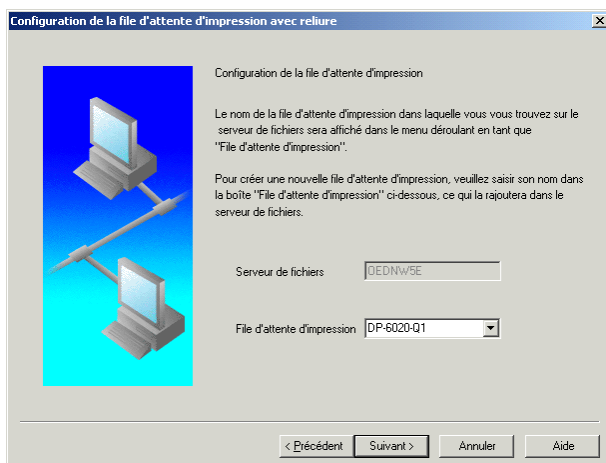 Configuration de la file d'attente d'impression avec reliure
Configuration de la file d'attente d'impression
Le nom de la file d'attente d'impression dans laquelle vous vous trouvez sur le
serveur de fichiers sera affiché dans le menu déroulant en tant que
"File d'attente d'impression".
Pour créer une nouvelle file d'attente d'impression, veuillez saisir son nom dans
la boîte "File d'attente d'impression" ci-dessous, ce qui la rajoutera dans le
serveur de fichiers.
Serveur de fichiers OEDNW5E
File d'attente d'impression DP-6020-Q1
< Précédent Suivant > Annuler Aide